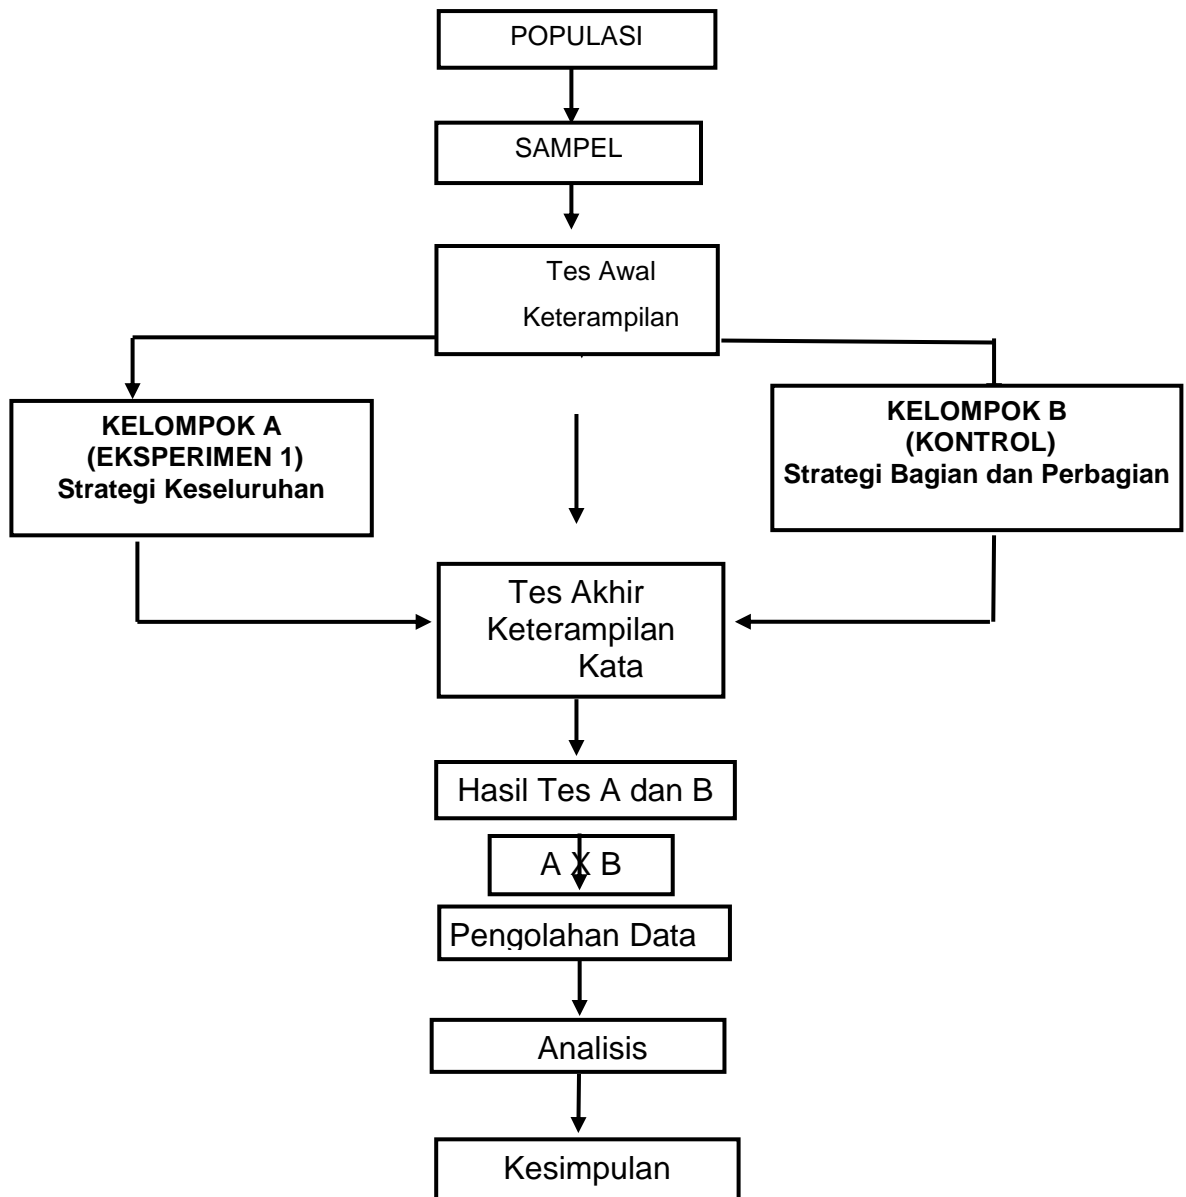 POPULASI
SAMPEL
Tes Awal
Keterampilan
KELOMPOK A
(EKSPERIMEN 1)
Strategi Keseluruhan
KELOMPOK B
(KONTROL)
Strategi Bagian dan Perbagian
Tes Akhir
Keterampilan
Kata
Hasil Tes A dan B
A X B
Pengolahan Data
Analisis
Kesimpulan